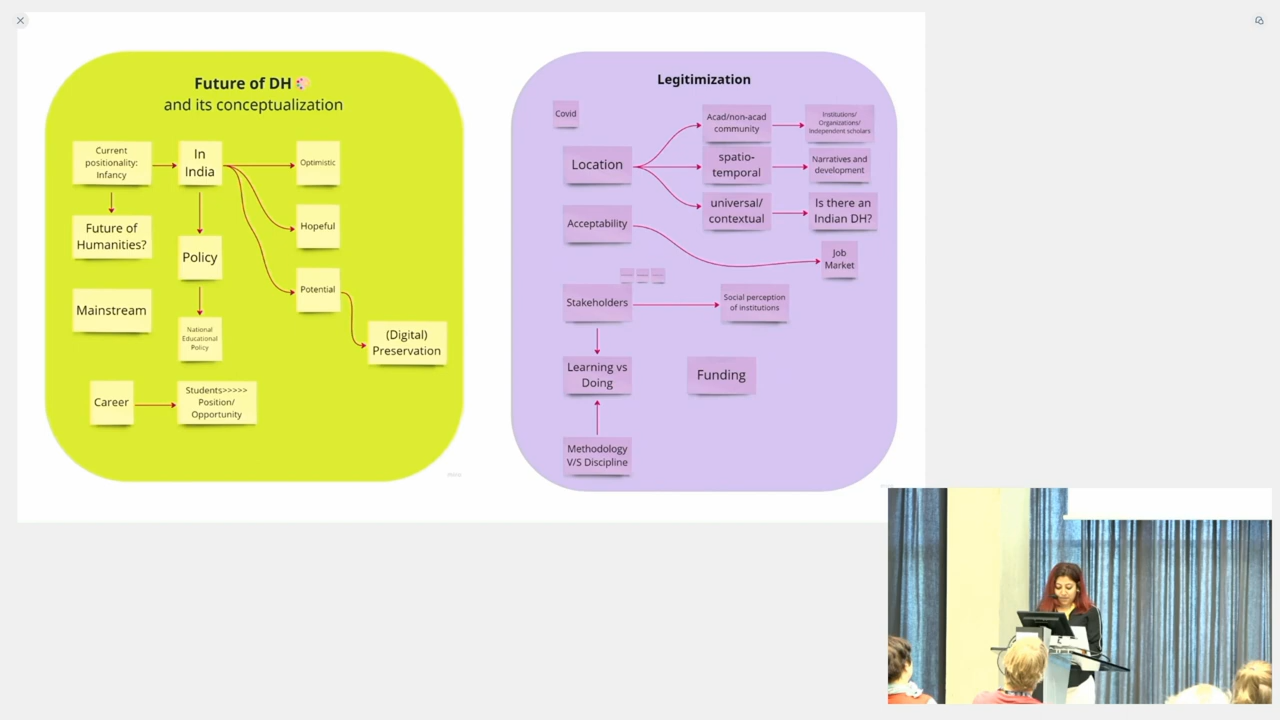 Future of DH
and its conceptualization
Current
positionality:
Infancy
In
India
Optimistic
Future of
Humanities?
Hopeful
Policy
Potential
Mainstream
National
Educational
Policy
(Digital)
Preservation
Career
Students>>>>>
Position/
Opportunity
Legitimization
Covid
Location
Acad/non-acad
community
Institutions/
Organizations/
Independent scholars
spatio-
temporal
Narratives and
development
universal/
contextual
Is there an
Indian DH?
Acceptability
Job
Market
Stakeholders
Social perception
of institutions
Learning vs
Doing
Funding
Methodology
V/S Discipline